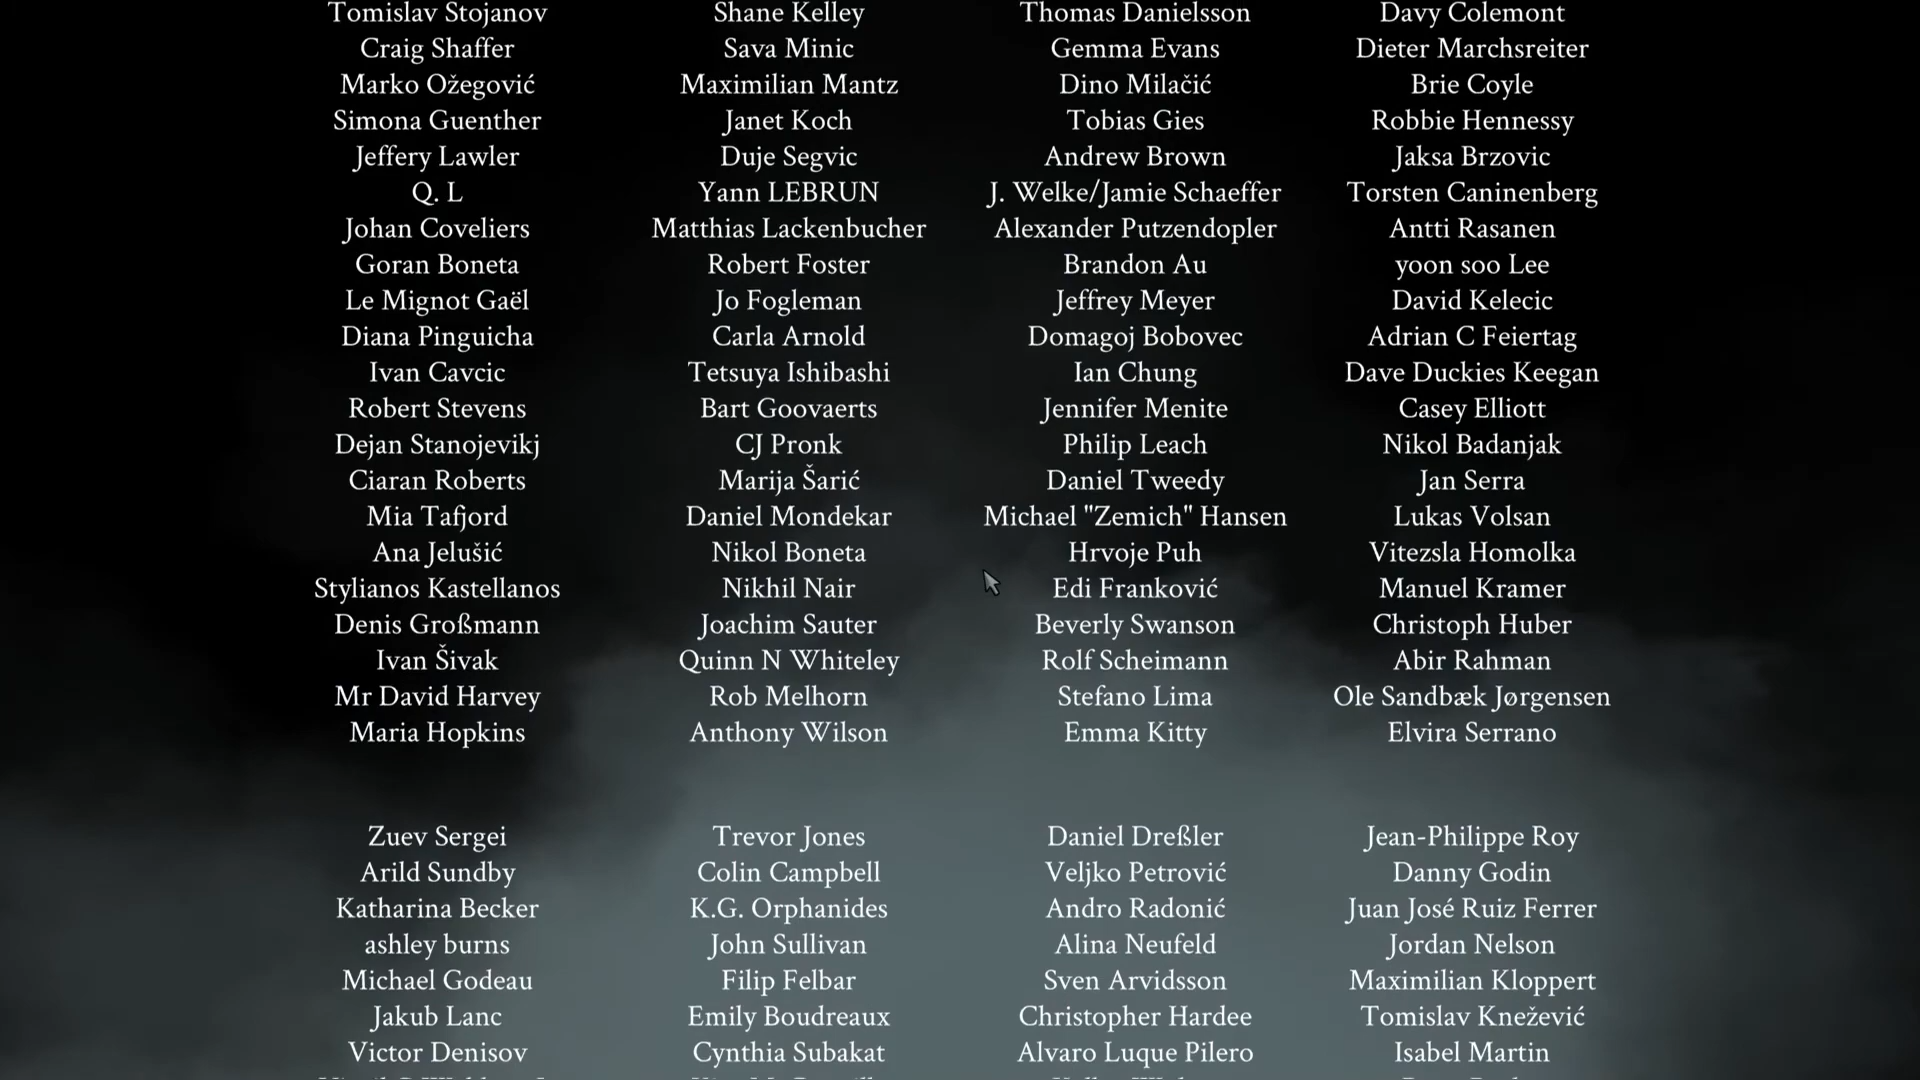 Tomislav Stojanov Shane Kelley Thomas Danielsson Davy Colemont
Craig Shaffer Sava Minic Gemma Evans Dieter Marchsreiter
Marko Ožegović Maximilian Mantz Dino Milačić Brie Coyle
Simona Guenther Janet Koch Tobias Gies Robbie Hennessy
Jeffery Lawler Duje Segvic Andrew Brown Jaksa Brzovic
Q. L Yann LEBRUN J. Welke/Jamie Schaeffer Torsten Caninenberg
Johan Coveliers Matthias Lackenbucher Alexander Putzendopler Antti Rasanen
Goran Boneta Robert Foster Brandon Au yoon soo Lee
Le Mignot Gaël Jo Fogleman Jeffrey Meyer David Kelecic
Diana Pinguicha Carla Arnold Domagoj Bobovec Adrian C Feiertag
Ivan Cavcic Tetsuya Ishibashi Ian Chung Dave Duckies Keegan
Robert Stevens Bart Goovaerts Jennifer Menite Casey Elliott
Dejan Stanojevikj CJ Pronk Philip Leach Nikol Badanjak
Ciaran Roberts Marija Šarić Daniel Tweedy Jan Serra
Mia Tafjord Daniel Mondekar Michael "Zemich" Hansen Lukas Volsan
Ana Jelušić Nikol Boneta Hrvoje Puh Vitezsla Homolka
Stylianos Kastellanos Nikhil Nair Edi Franković Manuel Kramer
Denis Großmann Joachim Sauter Beverly Swanson Christoph Huber
Ivan Šivak Quinn N Whiteley Rolf Scheimann Abir Rahman
Mr David Harvey Rob Melhorn Stefano Lima Ole Sandbæk Jørgensen
Maria Hopkins Anthony Wilson Emma Kitty Elvira Serrano
Zuev Sergei Trevor Jones Daniel Dreßler Jean-Philippe Roy
Arild Sundby Colin Campbell Veljko Petrović Danny Godin
Katharina Becker K.G. Orphanides Andro Radonić Juan José Ruiz Ferrer
ashley burns John Sullivan Alina Neufeld Jordan Nelson
Michael Godeau Filip Felbar Sven Arvidsson Maximilian Kloppert
Jakub Lanc Emily Boudreaux Christopher Hardee Tomislav Knežević
Victor Denisov Cynthia Subakat Alvaro Luque Pilero Isabel Martin